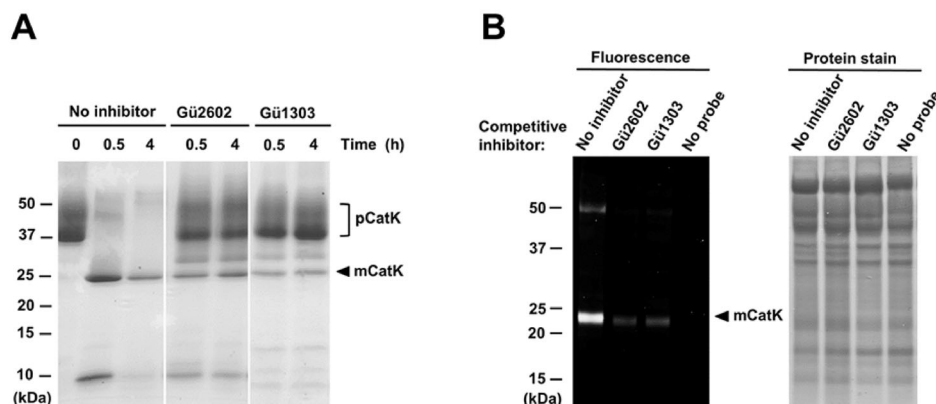 A
No inhibitor Gü2602 Gü1303
0 0.5 4 0.5 4 0.5 4 Time (h)
50
37
25
20
15
10
(kDa)
pCatK
mCatK
B
Fluorescence
Competitive
inhibitor:
No inhibitor
Gü2602
Gü1303
No probe
50
37
25
20
15
(kDa)
mCatK
Protein stain
No inhibitor
Gü2602
Gü1303
No probe